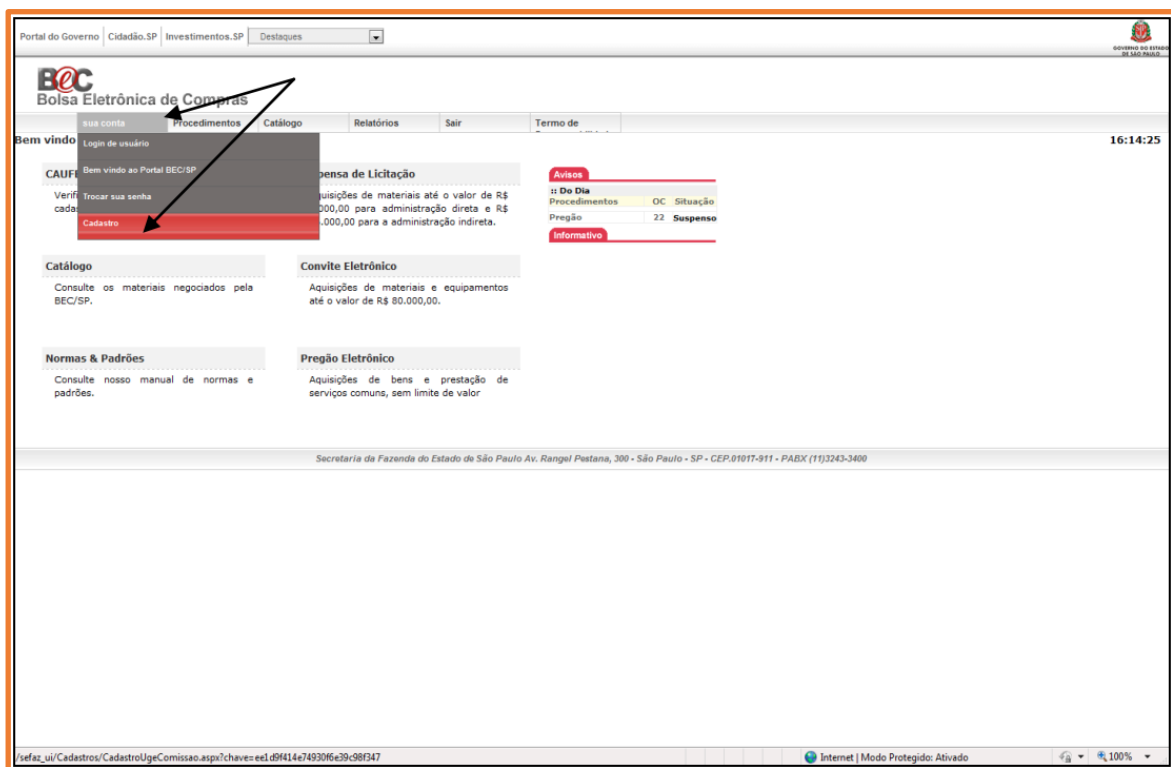 Portal do Governo Cidadão.SP Investimentos.SP Destaques
GOVERNO DO ESTADO
DE SÃO PAULO
BeC
Bolsa Eletrônica de Compras
sua conta Procedimentos Catálogo Relatórios Sair Termo de
Bem vindo
16:14:25
Login de usuário
Bem vindo ao Portal BEC/SP
Trocar sua senha
Cadastro
CAUFE
Verifi
cadas
pensa de Licitação
quisições de materiais até o valor de R$
.000,00 para administração direta e R$
.000,00 para a administração indireta.
Avisos
:: Do Dia
Procedimentos OC Situação
Pregão 22 Suspenso
Informativo
Catálogo
Consulte os materiais negociados pela
BEC/SP.
Convite Eletrônico
Aquisições de materiais e equipamentos
até o valor de R$ 80.000,00.
Normas & Padrões
Consulte nosso manual de normas e
padrões.
Pregão Eletrônico
Aquisições de bens e prestação de
serviços comuns, sem limite de valor
Secretaria da Fazenda do Estado de São Paulo Av. Rangel Pestana, 300 - São Paulo - SP - CEP.01017-911 - PABX (11)3243-3400
/sefaz_ui/Cadastros/CadastroUgeComissao.aspx?chave=ee1d9f414e74930f6e39c98f347
Internet | Modo Protegido: Ativado
100%